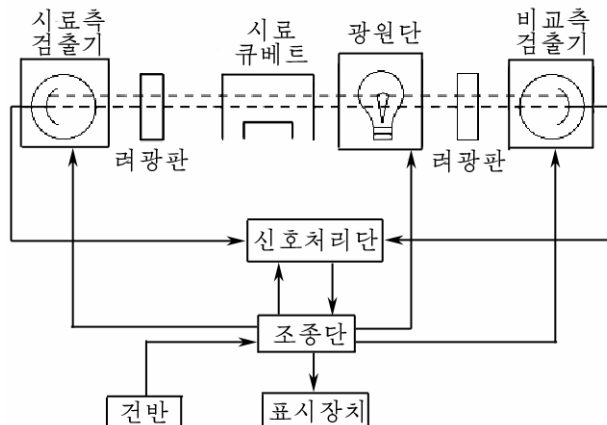 시료측
검출기
시료
큐베트
광원단
비교측
검출기
려광판
려광판
신호처리단
조종단
건반
표시장치